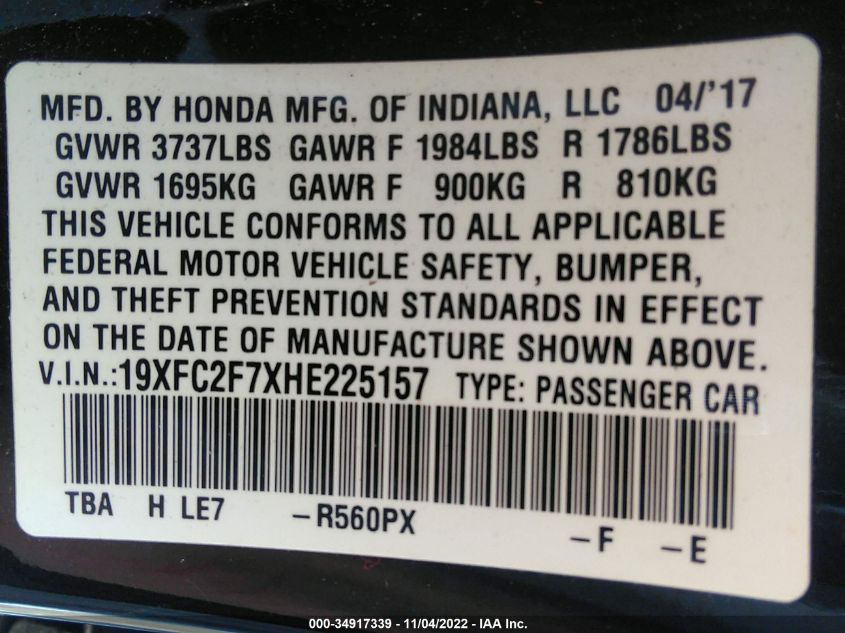 MFD. BY HONDA MFG. OF INDIANA, LLC 04/'17
GVWR 3737LBS GAWR F 1984LBS R 1786LBS
GVWR 1695KG GAWR F 900KG R 810KG
THIS VEHICLE CONFORMS TO ALL APPLICABLE
FEDERAL MOTOR VEHICLE SAFETY, BUMPER,
AND THEFT PREVENTION STANDARDS IN EFFECT
ON THE DATE OF MANUFACTURE SHOWN ABOVE.
V.I.N.:19XFC2F7XHE225157 TYPE: PASSENGER CAR
TBA H LE7 –R560PX –F –E
000-34917339 - 11/04/2022 - IAA Inc.